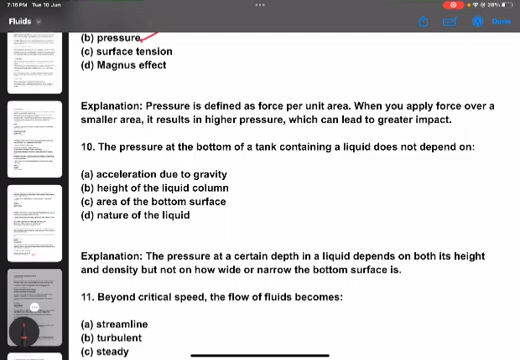 7:16 PM Tue 10 Jun
28%
Fluids
Done
(b) pressure
(c) surface tension
(d) Magnus effect
Explanation: Pressure is defined as force per unit area. When you apply force over a
smaller area, it results in higher pressure, which can lead to greater impact.
10. The pressure at the bottom of a tank containing a liquid does not depend on:
(a) acceleration due to gravity
(b) height of the liquid column
(c) area of the bottom surface
(d) nature of the liquid
Explanation: The pressure at a certain depth in a liquid depends on both its height
and density but not on how wide or narrow the bottom surface is.
11. Beyond critical speed, the flow of fluids becomes:
(a) streamline
(b) turbulent
(c) steady